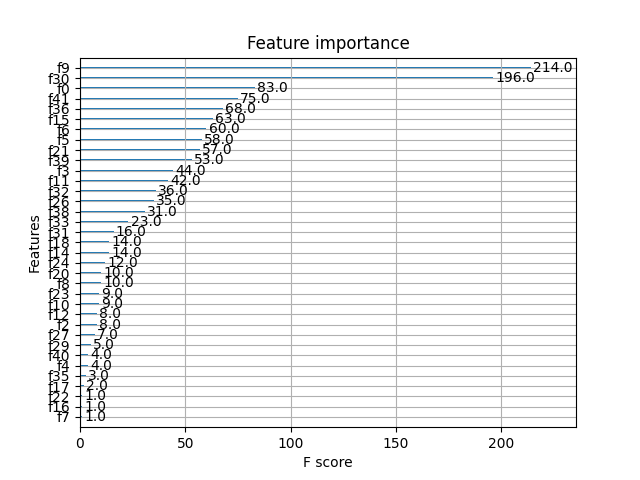 Feature importance
Features
f9 214.0
f30 196.0
f0 83.0
f41 75.0
f36 68.0
f15 63.0
f6 60.0
f5 58.0
f21 57.0
f39 53.0
f3 44.0
f11 42.0
f32 36.0
f26 35.0
f38 31.0
f33 23.0
f31 16.0
f18 14.0
f14 14.0
f24 12.0
f20 10.0
f8 10.0
f23 9.0
f10 9.0
f12 8.0
f2 8.0
f27 7.0
f29 5.0
f40 4.0
f4 4.0
f35 3.0
f17 2.0
f22 1.0
f16 1.0
f7 1.0
0 50 100 150 200
F score